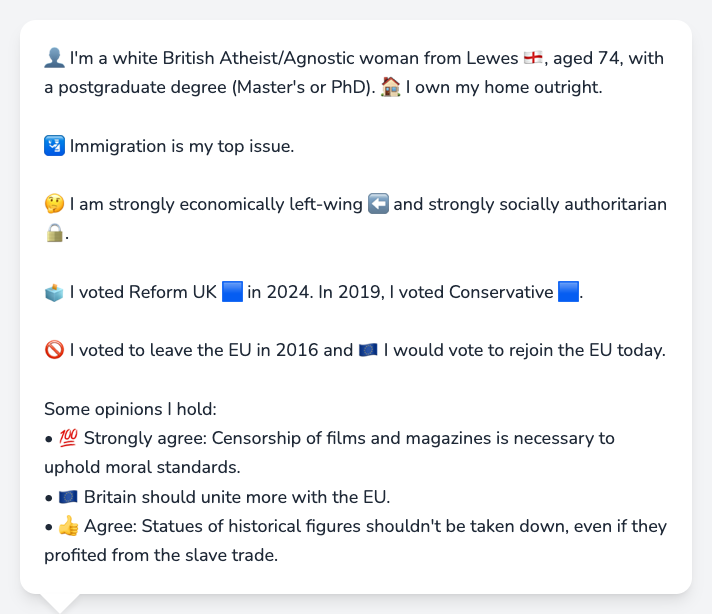 👤 I'm a white British Atheist/Agnostic woman from Lewes 🏴󠁧󠁢󠁥󠁮󠁧󠁿, aged 74, with
a postgraduate degree (Master's or PhD). 🏠 I own my home outright.
🛂 Immigration is my top issue.
🤔 I am strongly economically left-wing ⬅️ and strongly socially authoritarian
🔒.
🗳️ I voted Reform UK 🟦 in 2024. In 2019, I voted Conservative 🟦.
🚫 I voted to leave the EU in 2016 and 🇪🇺 I would vote to rejoin the EU today.
Some opinions I hold:
• 💯 Strongly agree: Censorship of films and magazines is necessary to
uphold moral standards.
• 🇪🇺 Britain should unite more with the EU.
• 👍 Agree: Statues of historical figures shouldn't be taken down, even if they
profited from the slave trade.